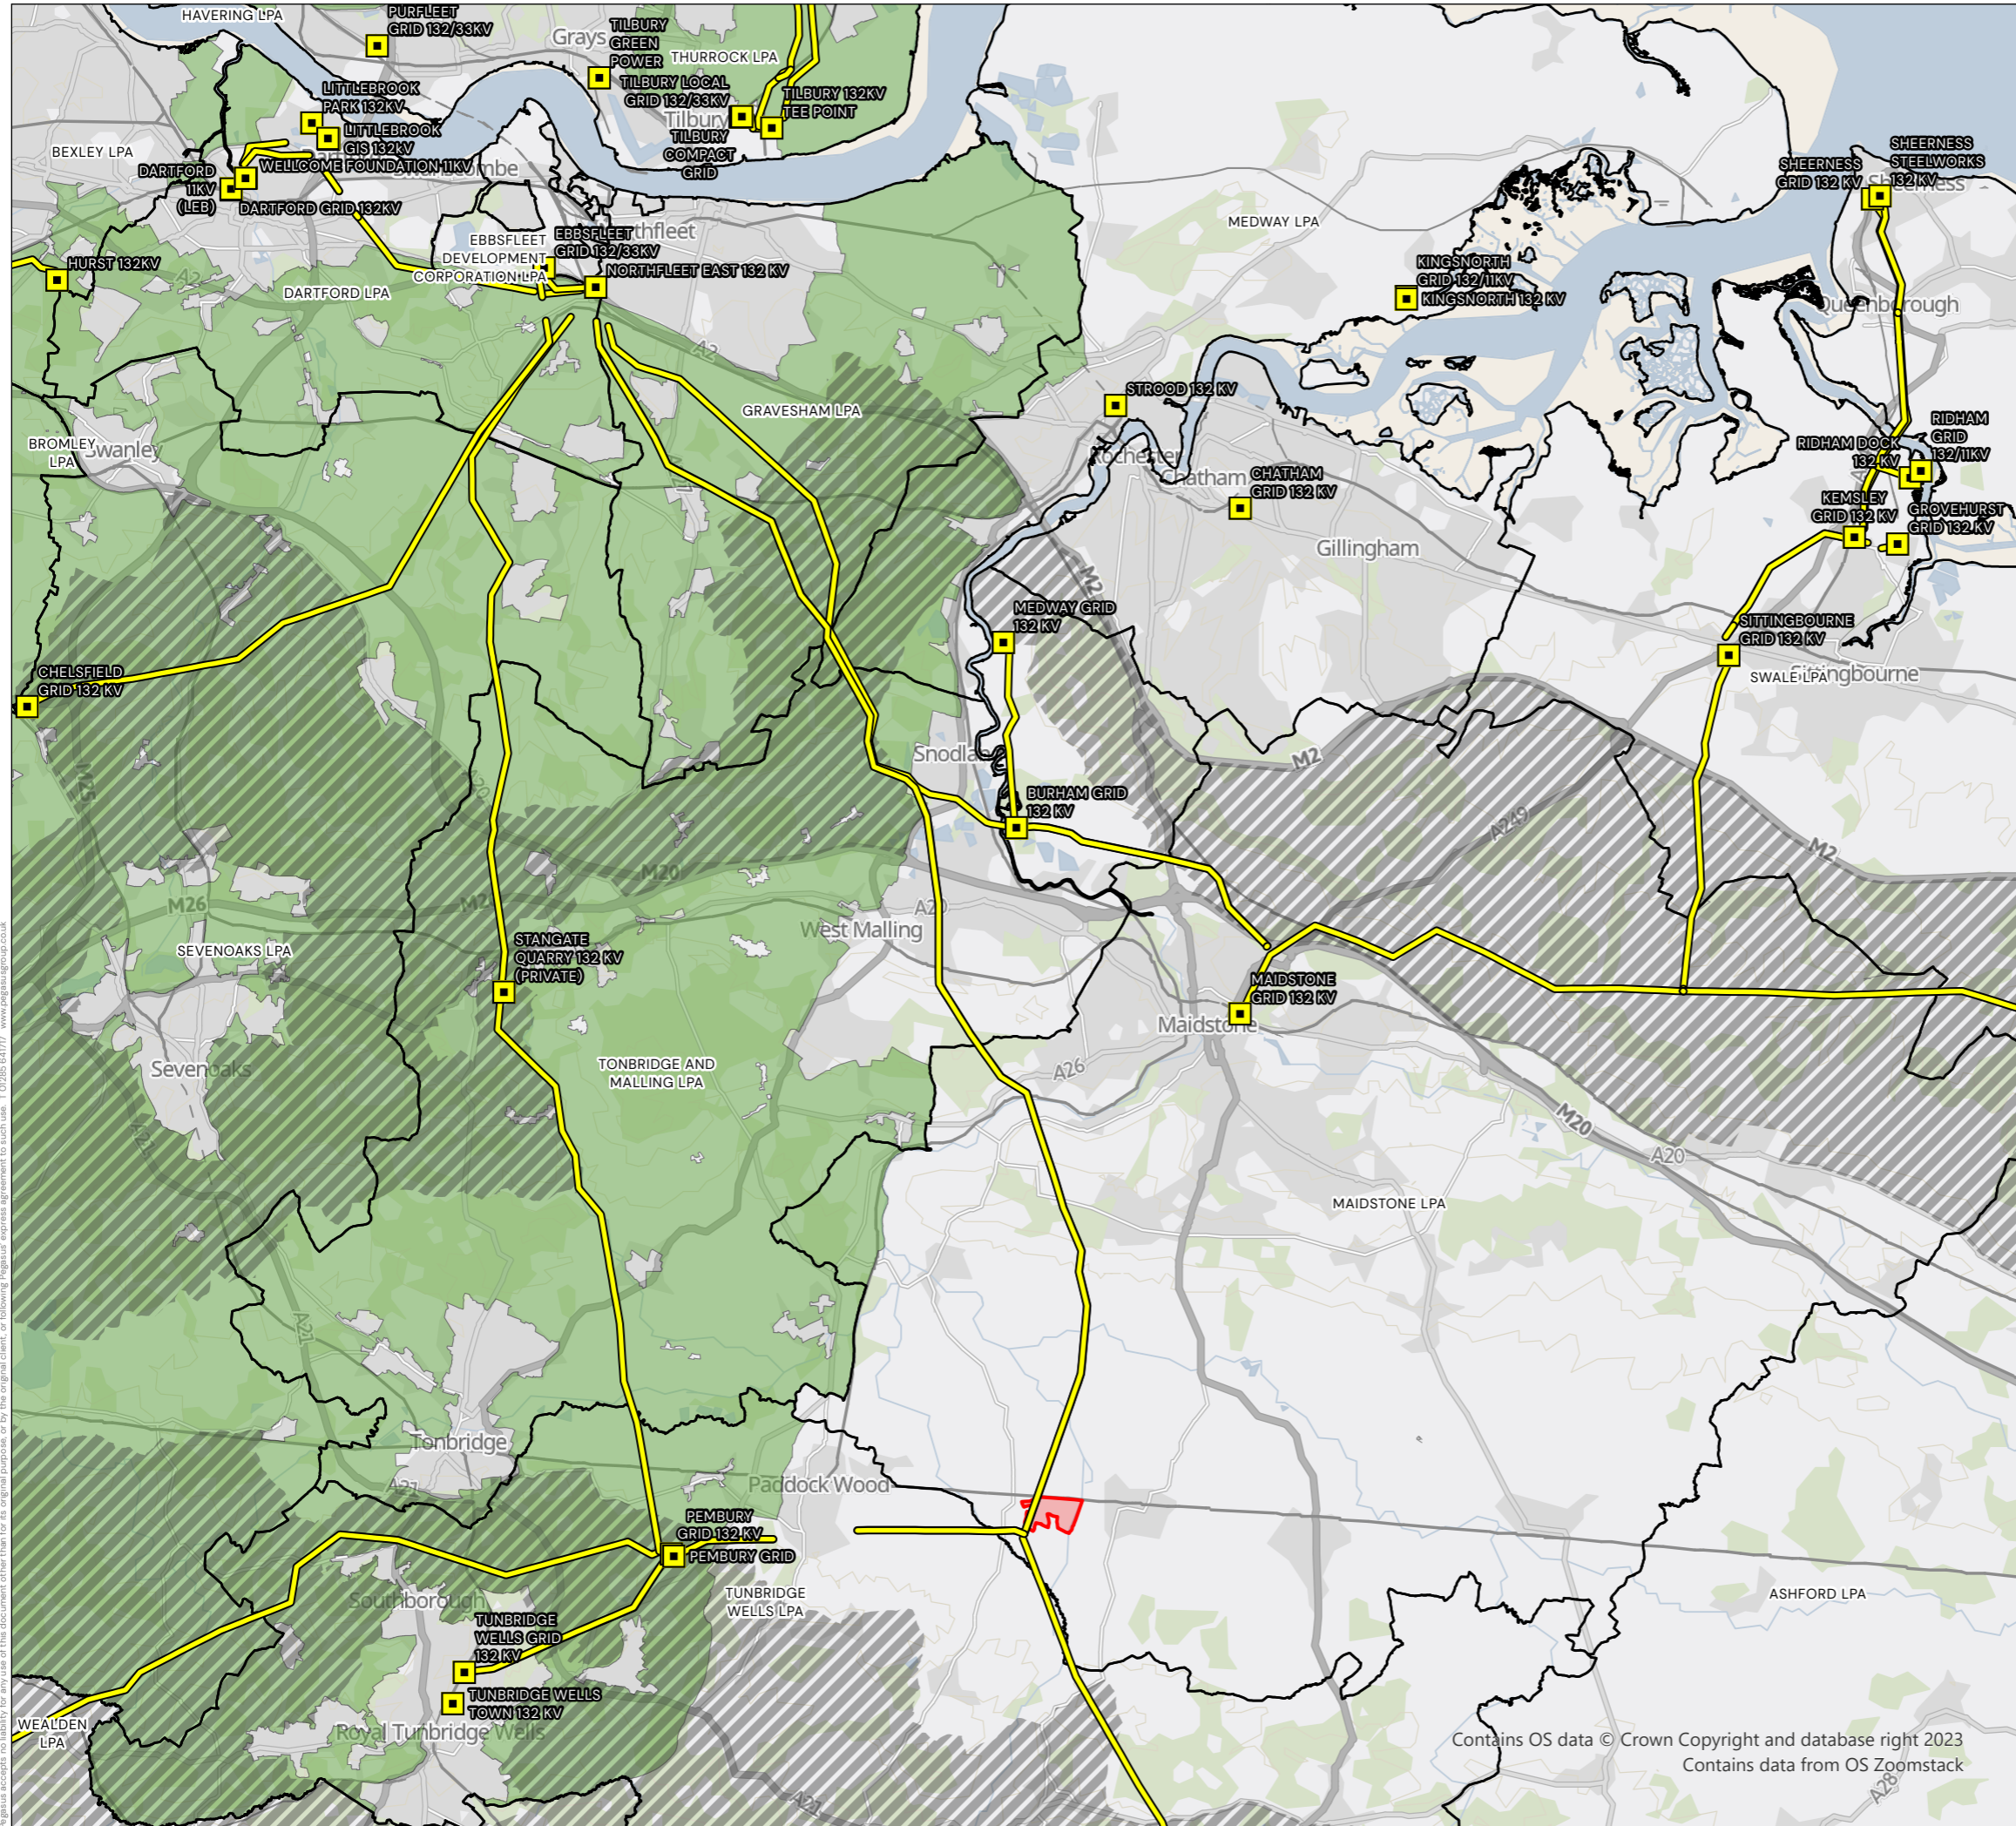 HAVERING LPA
PURFLEET
GRID 132/33KV
Grays
TILBURY
GREEN
POWER
THURROCK LPA
TILBURY LOCAL
GRID 132/33KV
TILBURY 132KV
TEE POINT
Tilbury
TILBURY
COMPACT
GRID
LITTLEBROOK
PARK 132KV
LITTLEBROOK
GIS 132KV
BEXLEY LPA
WELLCOME FOUNDATION 11KV
DARTFORD
11KV
(LEB)
DARTFORD GRID 132KV
SHEERNESS
STEELWORKS
132 KV
SHEERNESS
GRID 132 KV
Sheerness
MEDWAY LPA
EBBSFLEET
DEVELOPMENT
CORPORATION LPA
EBBSFLEET
GRID 132/33KV
NORTHFLEET EAST 132 KV
HURST 132KV
A2
DARTFORD LPA
KINGSNORTH
GRID 132/11KV
KINGSNORTH 132 KV
Queenborough
A2
STROOD 132 KV
GRAVESHAM LPA
BROMLEY
LPA
Swanley
RIDHAM
GRID
132/11KV
RIDHAM DOCK
132 KV
Rochester
Chatham
CHATHAM
GRID 132 KV
KEMSLEY
GRID 132 KV
GROVEHURST
GRID 132 KV
Gillingham
M2
MEDWAY GRID
132 KV
SITTINGBOURNE
GRID 132 KV
SWALE LPA
Sittingbourne
CHELSFIELD
GRID 132 KV
M25
A20
Snodland
M2
BURHAM GRID
132 KV
A249
M2
M20
M26
M26
A20
West Malling
SEVENOAKS LPA
STANGATE
QUARRY 132 KV
(PRIVATE)
MAIDSTONE
GRID 132 KV
Maidstone
Sevenoaks
TONBRIDGE AND
MALLING LPA
A26
A21
M20
A20
MAIDSTONE LPA
A21
Tonbridge
A21
Paddock Wood
PEMBURY
GRID 132 KV
PEMBURY GRID
TUNBRIDGE
WELLS LPA
ASHFORD LPA
Southborough
TUNBRIDGE
WELLS GRID
132 KV
TUNBRIDGE WELLS
TOWN 132 KV
Royal Tunbridge Wells
WEALDEN
LPA
A21
A28
Contains OS data © Crown Copyright and database right 2023
Contains data from OS Zoomstack